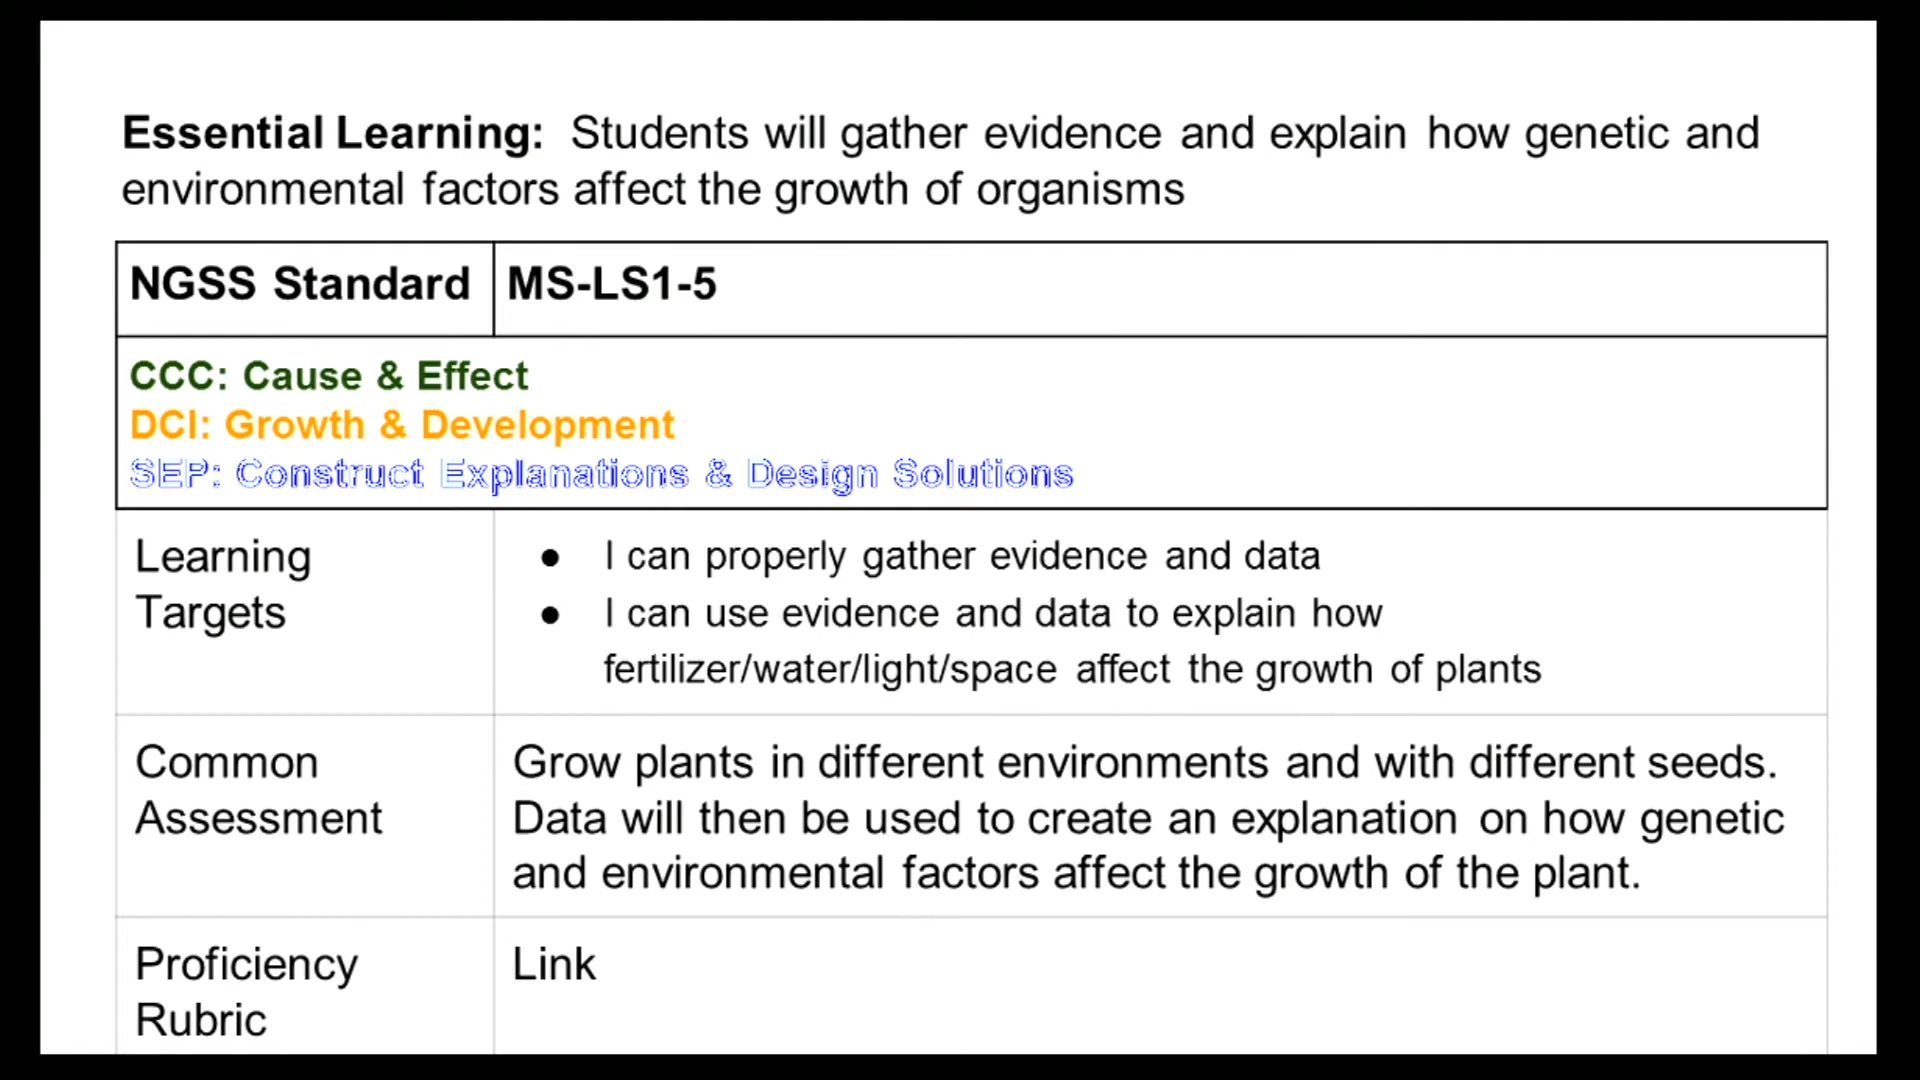 Essential Learning: Students will gather evidence and explain how genetic and
environmental factors affect the growth of organisms
NGSS Standard MS-LS1-5
CCC: Cause & Effect
DCI: Growth & Development
SEP: Construct Explanations & Design Solutions
Learning
Targets
● I can properly gather evidence and data
● I can use evidence and data to explain how
fertilizer/water/light/space affect the growth of plants
Common
Assessment
Grow plants in different environments and with different seeds.
Data will then be used to create an explanation on how genetic
and environmental factors affect the growth of the plant.
Proficiency
Rubric
Link